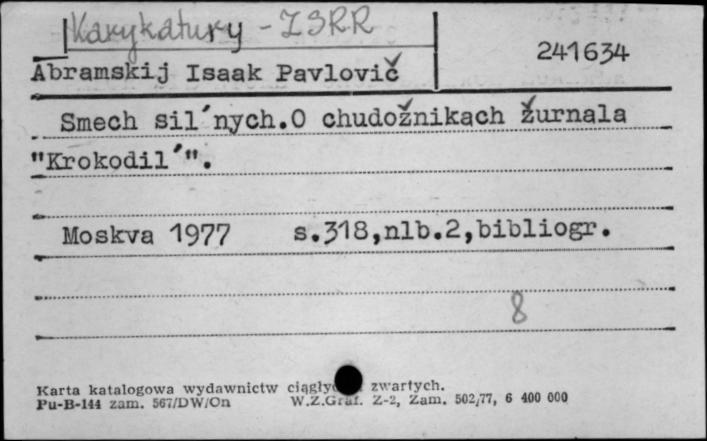 Karykatury - ZSRR
241634
Abramskij Isaak Pavlovič
Smech sil´nych.O chudožnikach žurnala
"Krokodil´".
Moskva 1977 s.318,nlb.2,bibliogr.
8
Karta katalogowa wydawnictw zwartych.
Pu-B-144 zam. 567/DW/On W.Z.Graf. Z-2, Zam. 502/77, 6 400 000